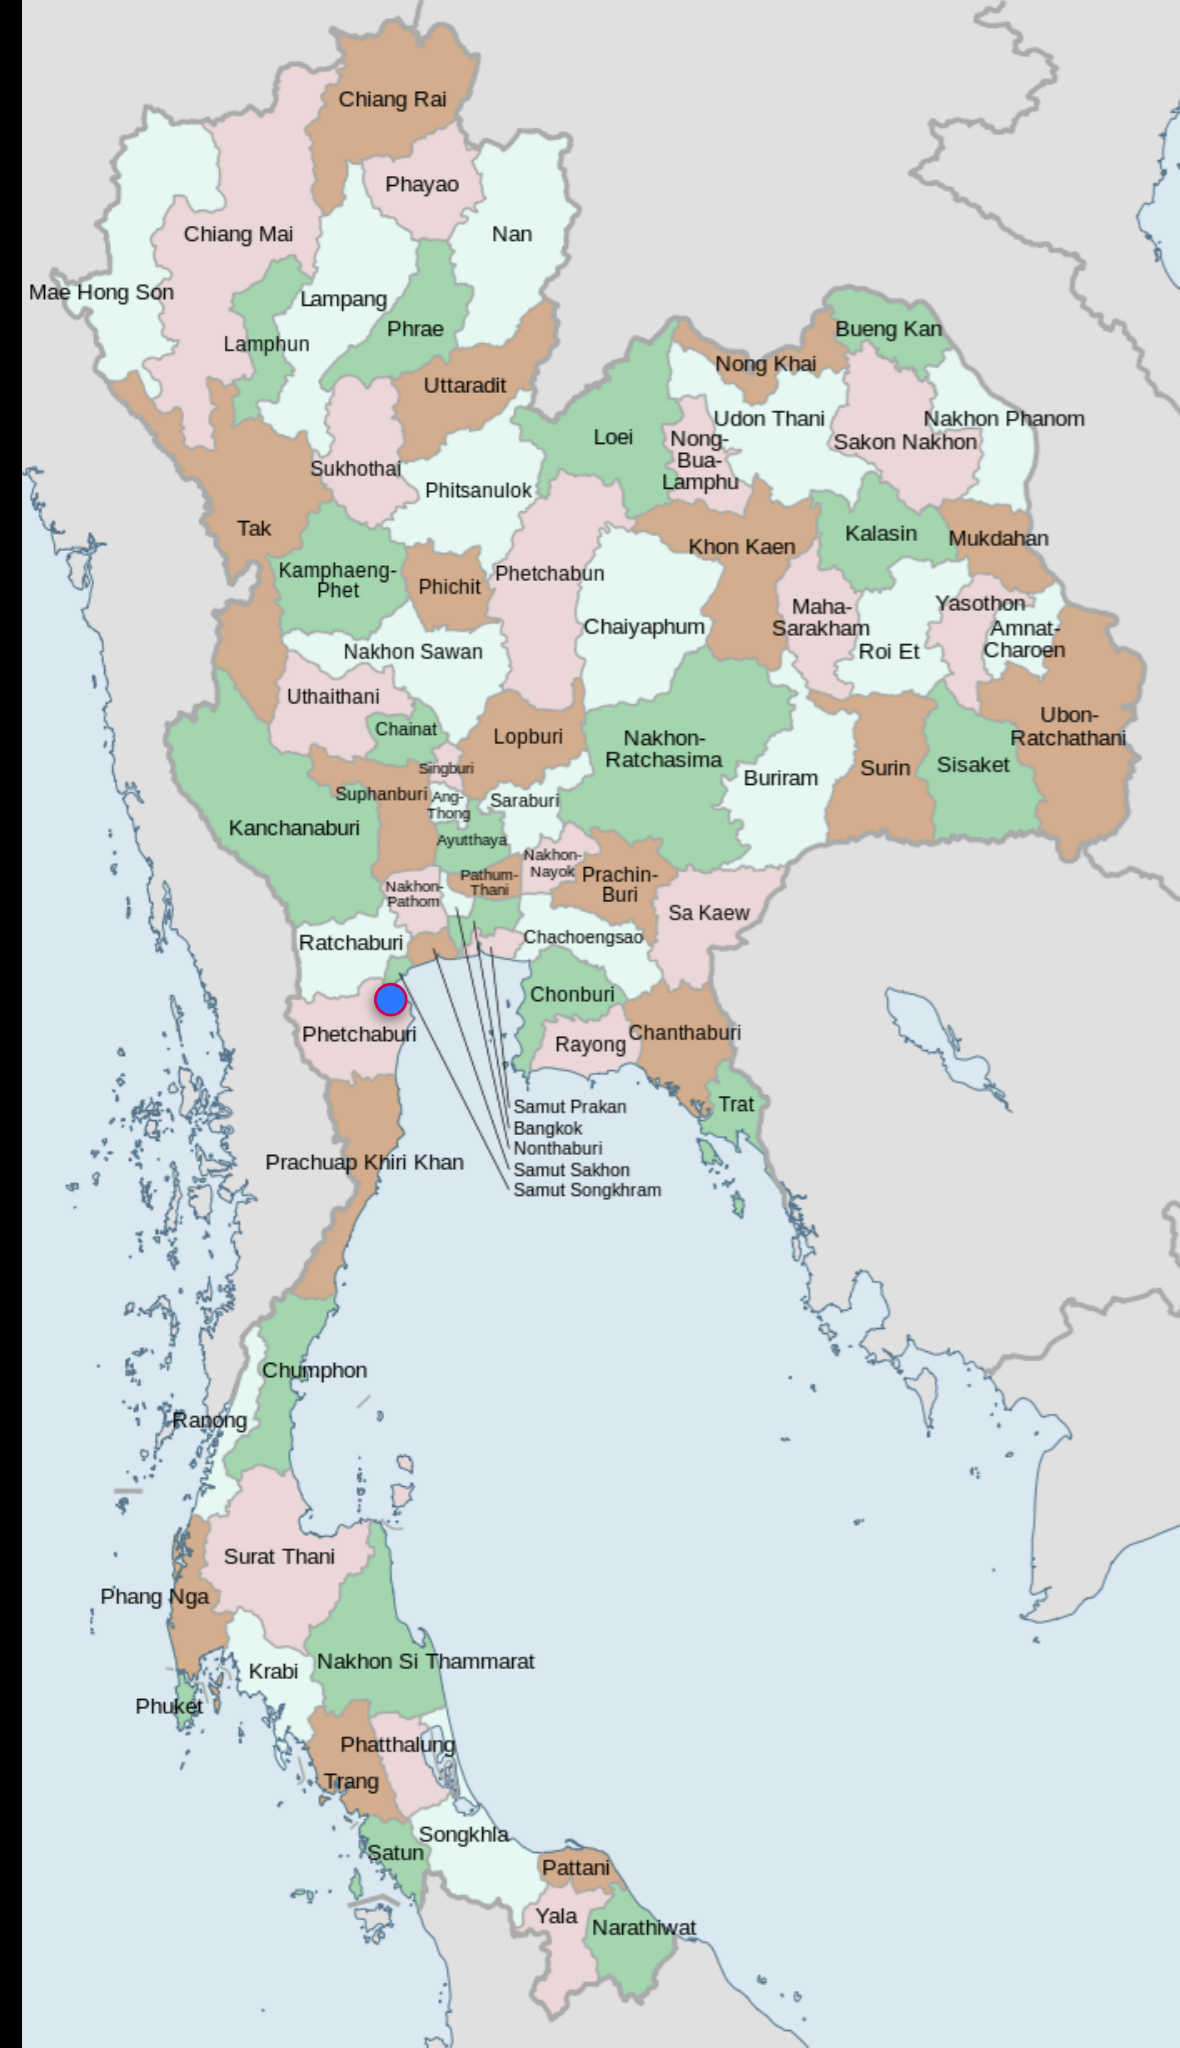 Chiang Rai
Phayao
Chiang Mai
Nan
Mae Hong Son
Lampang
Phrae
Lamphun
Bueng Kan
Nong Khai
Uttaradit
Udon Thani
Nakhon Phanom
Loei
Nong-
Bua-
Lamphu
Sakon Nakhon
Sukhothai
Phitsanulok
Tak
Kalasin
Mukdahan
Khon Kaen
Kamphaeng-
Phet
Phichit
Phetchabun
Maha-
Sarakham
Yasothon
Amnat-
Charoen
Chaiyaphum
Roi Et
Nakhon Sawan
Uthaithani
Chainat
Lopburi
Nakhon-
Ratchasima
Ubon-
Ratchathani
Singburi
Buriram
Surin
Sisaket
Suphanburi
Ang-
Thong
Saraburi
Kanchanaburi
Ayutthaya
Nakhon-
Nayok
Pathum-
Thani
Prachin-
Buri
Nakhon-
Pathom
Sa Kaew
Ratchaburi
Chachoengsao
Chonburi
Phetchaburi
Rayong
Chanthaburi
Trat
Samut Prakan
Bangkok
Nonthaburi
Samut Sakhon
Samut Songkhram
Prachuap Khiri Khan
Chumphon
Ranong
Surat Thani
Phang Nga
Krabi
Nakhon Si Thammarat
Phuket
Phatthalung
Trang
Songkhla
Satun
Pattani
Yala
Narathiwat